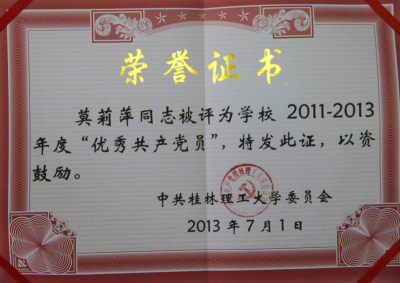 荣誉证书
莫莉萍同志被评为学校 2011-2013
年度“优秀共产党员”，特发此证，以资
鼓励。
中共桂林理工大学委员会
2013 年 7 月 1 日